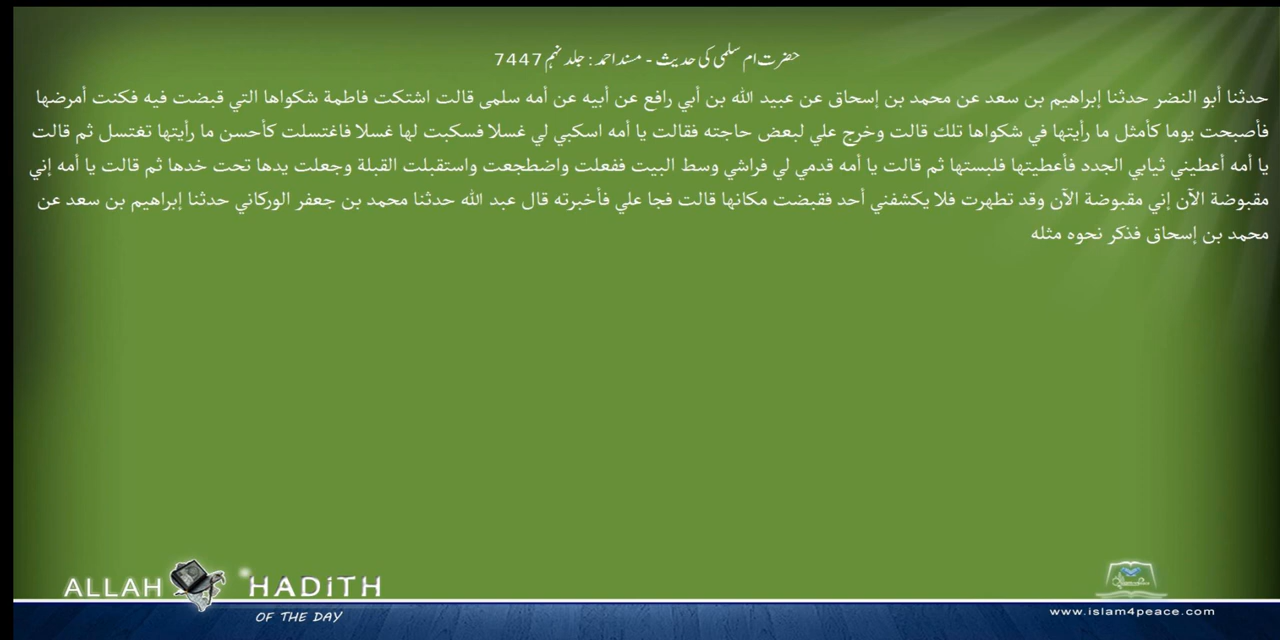 حضرت ام سلمی کی حدیث - مسند احمد : جلد نہم 7447
حدثنا أبو النضر حدثنا إبراهيم بن سعد عن محمد بن إسحاق عن عبيد الله بن أبي رافع عن أبيه عن أمه سلمى قالت اشتكت فاطمة شكواها التي قبضت فيه فكنت أمرضها
فأصبحت يوما كأمثل ما رأيتها في شكواها تلك قالت وخرج علي لبعض حاجته فقالت يا أمه اسكبي لي غسلا فسكبت لها غسلا فاغتسلت كأحسن ما رأيتها تغتسل ثم قالت
يا أمه أعطيني ثيابي الجدد فأعطيتها فلبستها ثم قالت يا أمه قدمي لي فراشي وسط البيت ففعلت واضطجعت واستقبلت القبلة وجعلت يدها تحت خدها ثم قالت يا أمه إني
مقبوضة الآن إني مقبوضة الآن وقد تطهرت فلا يكشفني أحد فقبضت مكانها قالت فجا علي فأخبرته قال عبد الله حدثنا محمد بن جعفر الوركاني حدثنا إبراهيم بن سعد عن
محمد بن إسحاق فذكر نحوه مثله
ALLAH HADITH
OF THE DAY
www.islam4peace.com